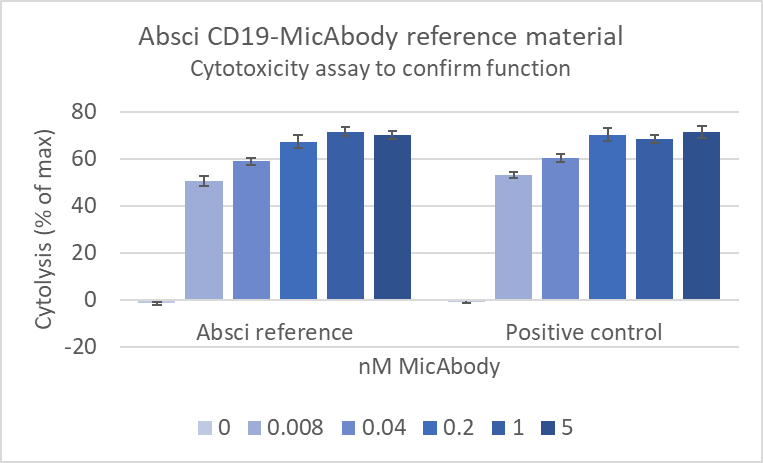 Absci CD19-MicAbody reference material
Cytotoxicity assay to confirm function
Cytolysis (% of max)
80
60
40
20
0
-20
Absci reference
Positive control
nM MicAbody
0 0.008 0.04 0.2 1 5